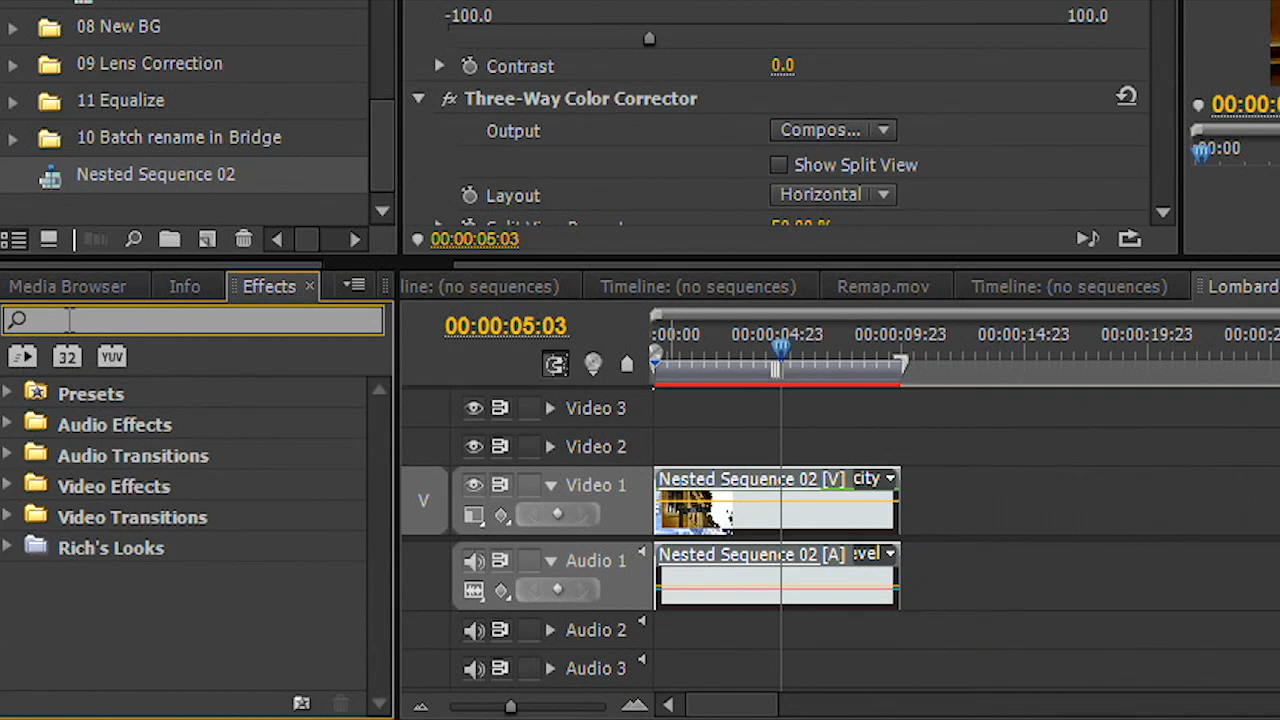 08 New BG
09 Lens Correction
11 Equalize
10 Batch rename in Bridge
Nested Sequence 02
-100.0 100.0
Contrast 0.0
fx Three-Way Color Corrector
Output Compos...
Show Split View
Layout Horizontal
00:00:05:03
00:00
Media Browser Info Effects ×
32 YUV
Presets
Audio Effects
Audio Transitions
Video Effects
Video Transitions
Rich's Looks
line: (no sequences) Timeline: (no sequences) Remap.mov Timeline: (no sequences) Lombard
00:00:05:03
:00:00 00:00:04:23 00:00:09:23 00:00:14:23 00:00:19:23
Video 3
Video 2
V Video 1
Nested Sequence 02 [V] city
Audio 1
Nested Sequence 02 [A] :vel
Audio 2
Audio 3